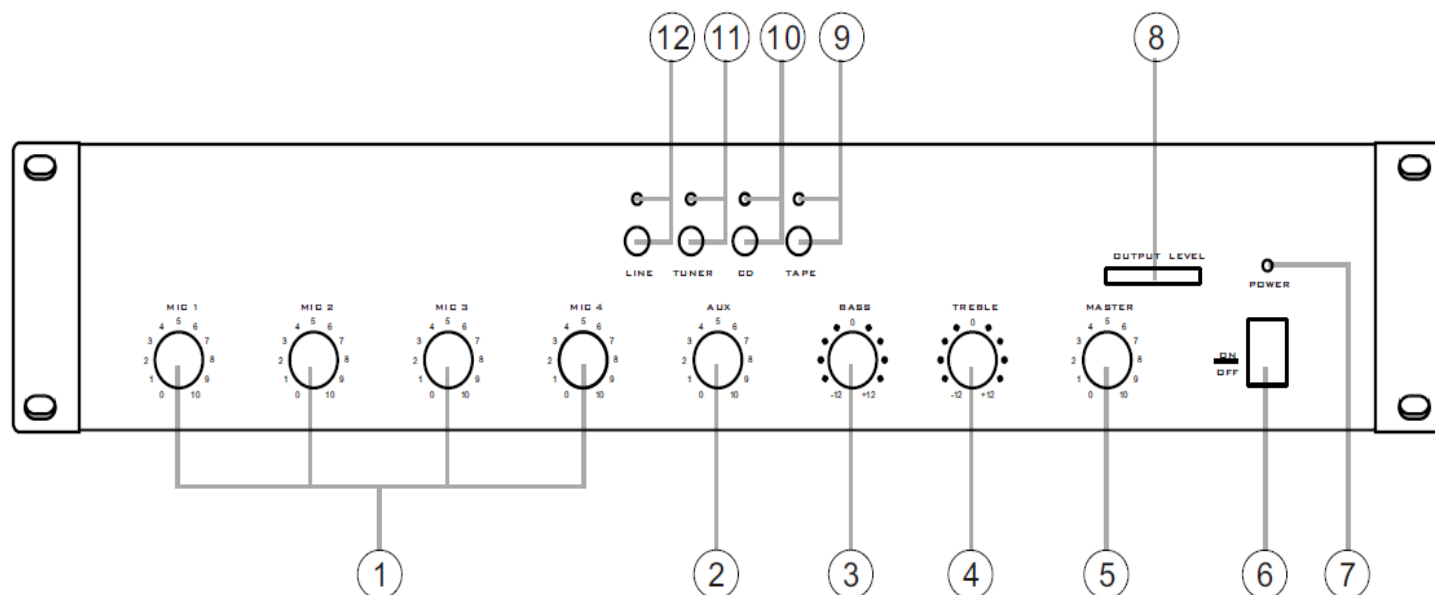 12 11 10 9 8
LINE TUNER CD TAPE
OUTPUT LEVEL
POWER
MIC 1 MIC 2 MIC 3 MIC 4 AUX BASS TREBLE MASTER
0 1 2 3 4 5 6 7 8 9 10
0 1 2 3 4 5 6 7 8 9 10
0 1 2 3 4 5 6 7 8 9 10
0 1 2 3 4 5 6 7 8 9 10
0 1 2 3 4 5 6 7 8 9 10
-12 0 +12
-12 0 +12
0 1 2 3 4 5 6 7 8 9 10
ON
OFF
1 2 3 4 5 6 7